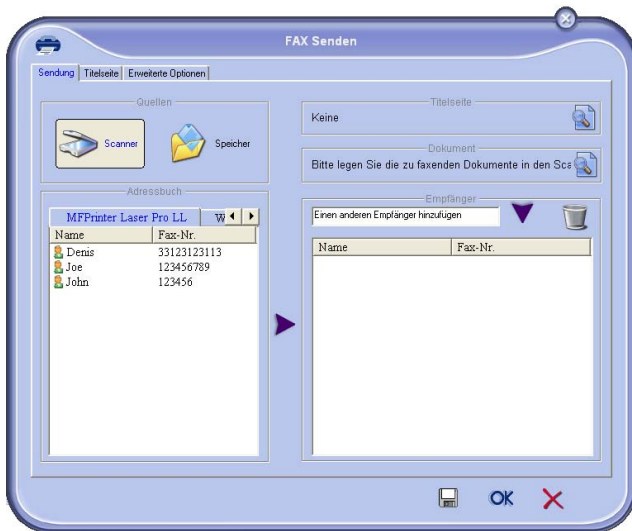 FAX Senden
Sendung Titelseite Erweiterte Optionen
Quellen
Scanner
Speicher
Titelseite
Keine
Dokument
Bitte legen Sie die zu faxenden Dokumente in den Sca
Adressbuch
MFPrinter Laser Pro LL W
Name Fax-Nr.
Denis 33123123113
Joe 123456789
John 123456
Empfänger
Einen anderen Empfänger hinzufügen
Name Fax-Nr.
OK